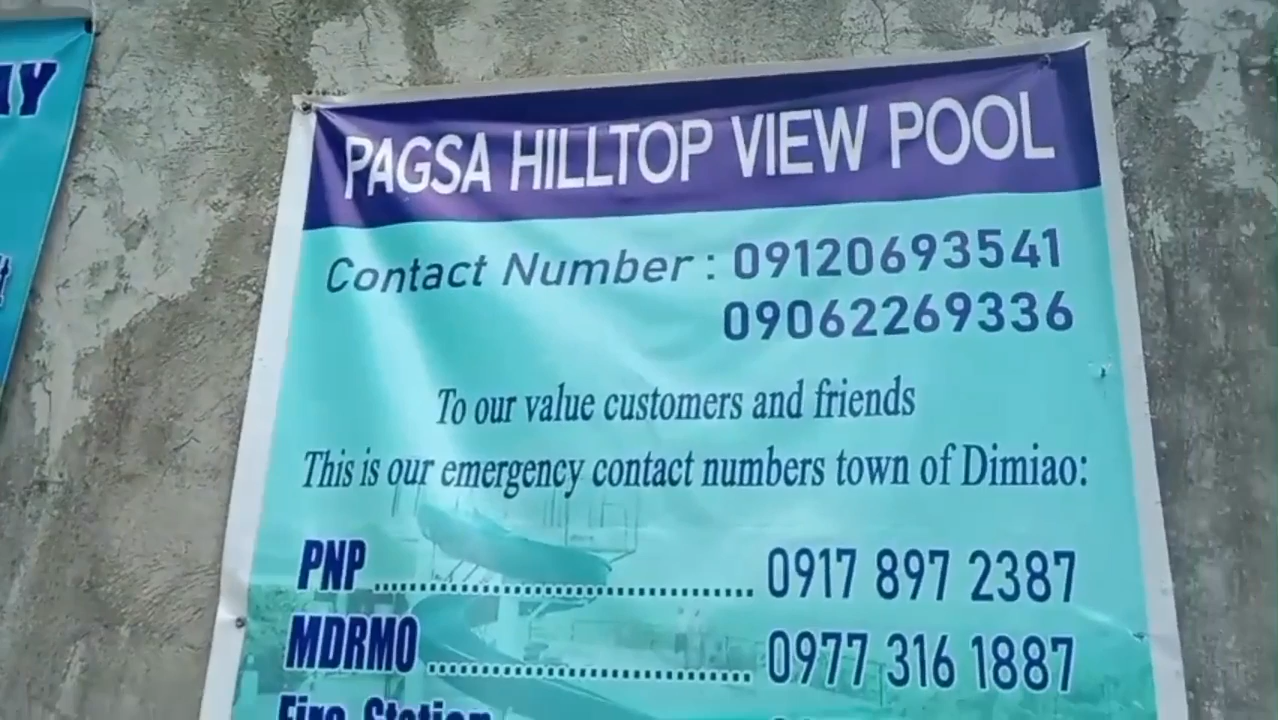 PAGSA HILLTOP VIEW POOL
Contact Number : 09120693541
09062269336
To our value customers and friends
This is our emergency contact numbers town of Dimiao:
PNP ........................................ 0917 897 2387
MDRMO .................................. 0977 316 1887
Fire Station